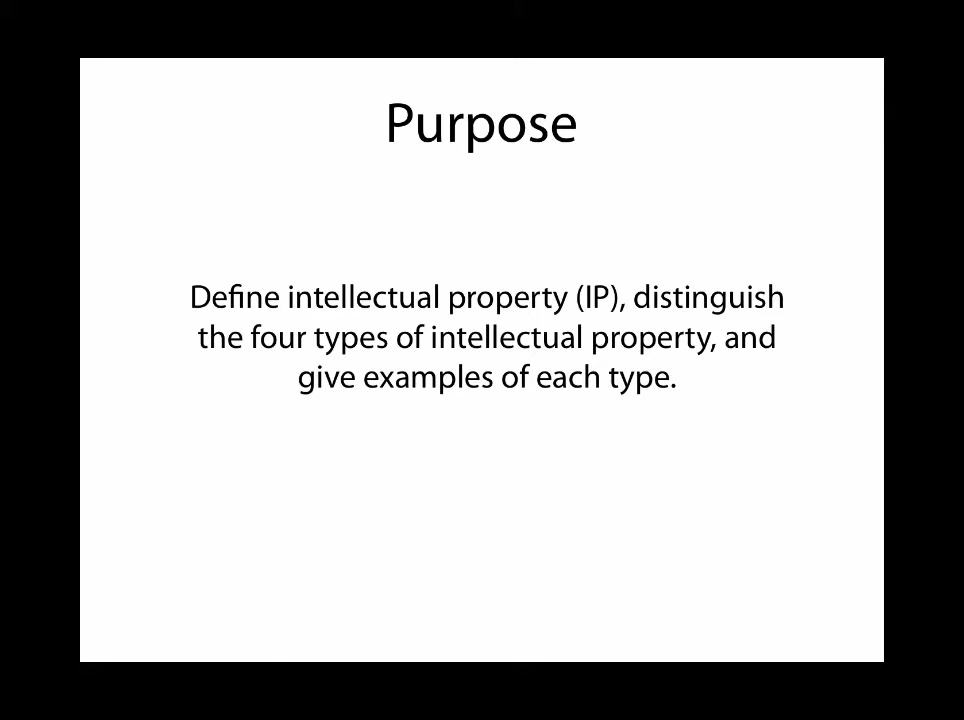 Purpose
Define intellectual property (IP), distinguish
the four types of intellectual property, and
give examples of each type.